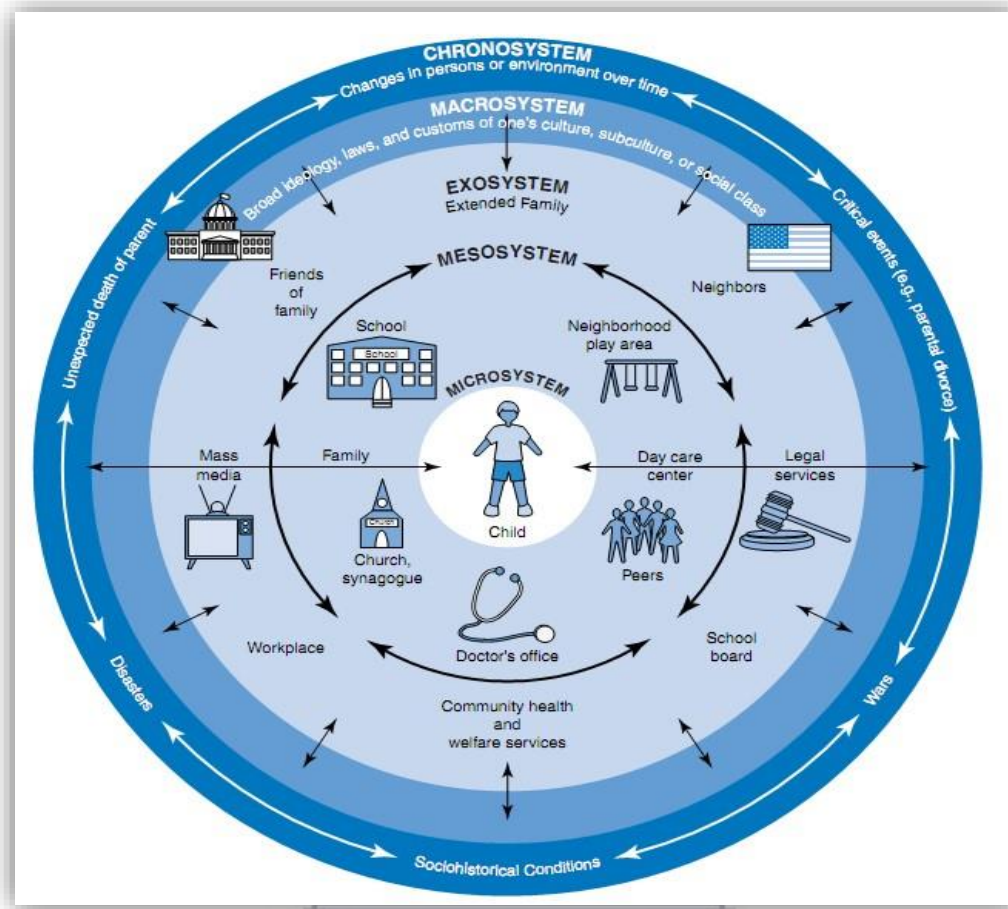 CHRONOSYSTEM
Changes in persons or environment over time
MACROSYSTEM
Broad ideology, laws, and customs of one's culture, subculture, or social class
EXOSYSTEM
Extended Family
MESOSYSTEM
Unexpected death of parent
Critical events (e.g., parental divorce)
Friends
of
family
Neighbors
School
School
Neighborhood
play area
MICROSYSTEM
Mass
media
Family
Day care
center
Legal
services
Child
Church
Church,
synagogue
Peers
Workplace
Doctor's office
School
board
Disasters
Wars
Community health
and
welfare services
Sociohistorical Conditions